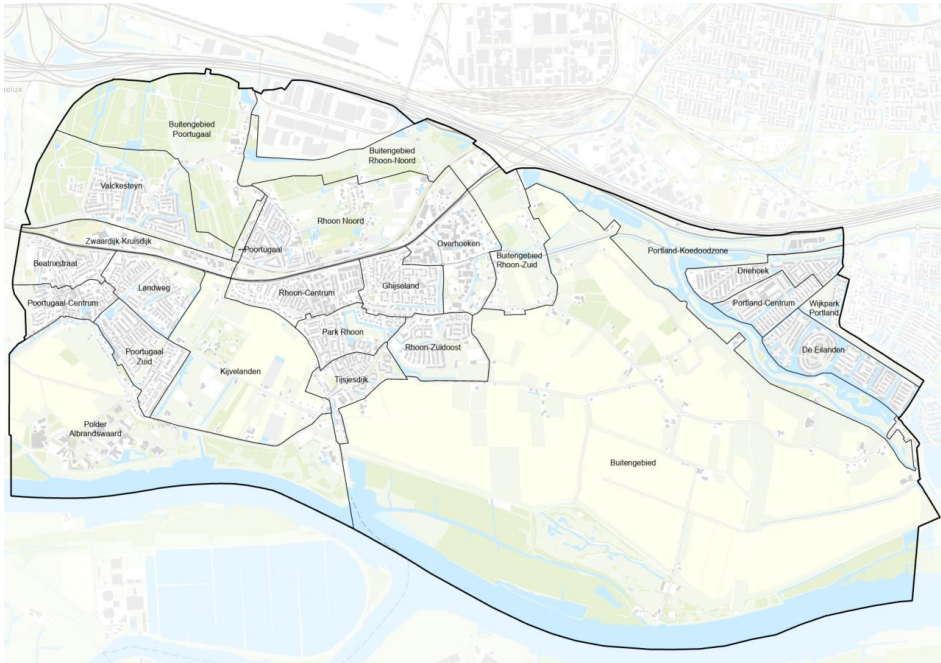 Buitengebied
Poortugaal
Buitengebied
Rhoon-Noord
Valckesteyn
Rhoon Noord
Zwaardijk-Kruisdijk
Poortugaal
Overhoeken
Buitengebied
Rhoon-Zuid
Portland-Koedoodzone
Beatrixstraat
Driehoek
Landweg
Rhoon-Centrum
Ghijseland
Poortugaal-Centrum
Portland-Centrum
Wijkpark
Portland
Park Rhoon
Rhoon-Zuidoost
De Eilanden
Poortugaal
Zuid
Kijvelanden
Tijsjesdijk
Polder
Albrandswaard
Buitengebied